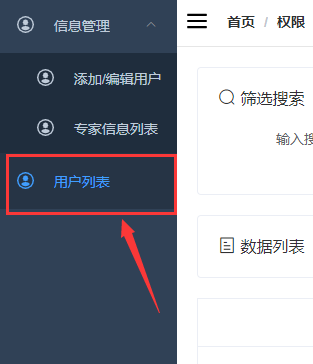 信息管理
添加/编辑用户
专家信息列表
用户列表
首页 / 权限
筛选搜索
输入搜
数据列表